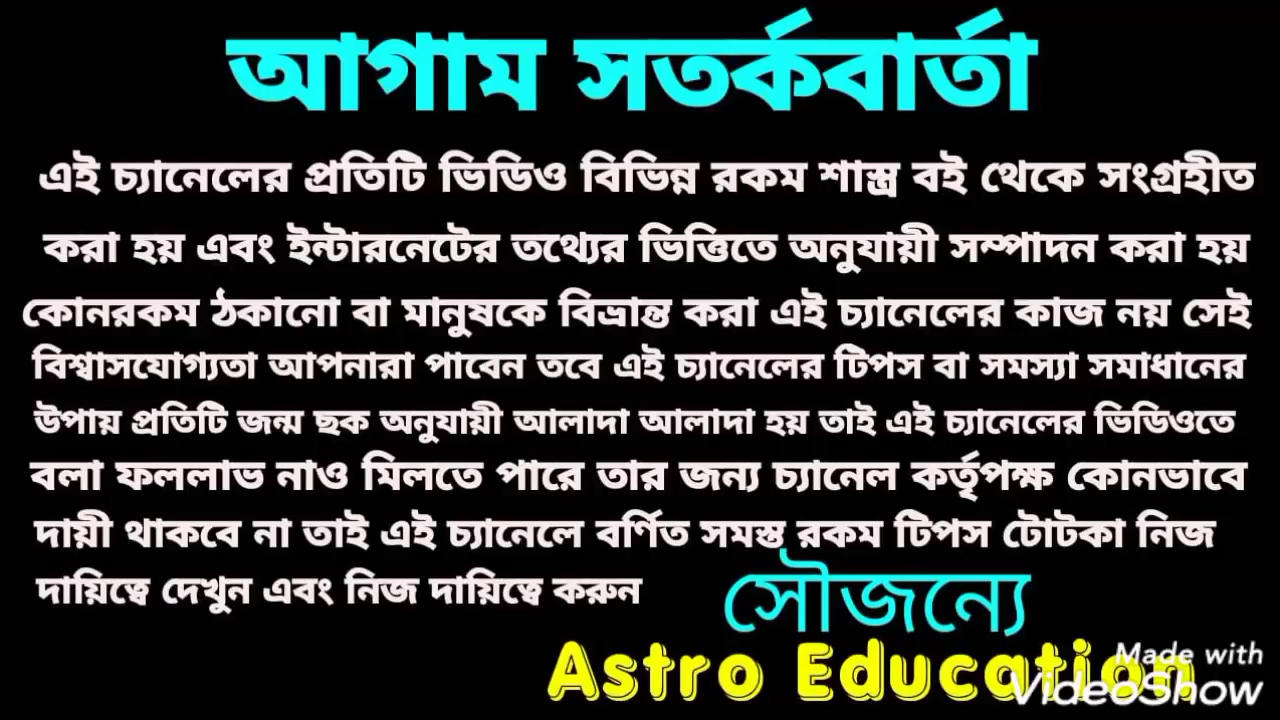 আগাম সতর্কবার্তা
এই চ্যানেলের প্রতিটি ভিডিও বিভিন্ন রকম শাস্ত্র বই থেকে সংগ্রহীত
করা হয় এবং ইন্টারনেটের তথ্যের ভিত্তিতে অনুযায়ী সম্পাদন করা হয়
কোনরকম ঠকানো বা মানুষকে বিভ্রান্ত করা এই চ্যানেলের কাজ নয় সেই
বিশ্বাসযোগ্যতা আপনারা পাবেন তবে এই চ্যানেলের টিপস বা সমস্যা সমাধানের
উপায় প্রতিটি জন্ম ছক অনুযায়ী আলাদা আলাদা হয় তাই এই চ্যানেলের ভিডিওতে
বলা ফললাভ নাও মিলতে পারে তার জন্য চ্যানেল কর্তৃপক্ষ কোনভাবে
দায়ী থাকবে না তাই এই চ্যানেলে বর্ণিত সমস্ত রকম টিপস টোটকা নিজ
দায়িত্বে দেখুন এবং নিজ দায়িত্বে করুন
সৌজন্যে
Astro Education
Made with
VideoShow